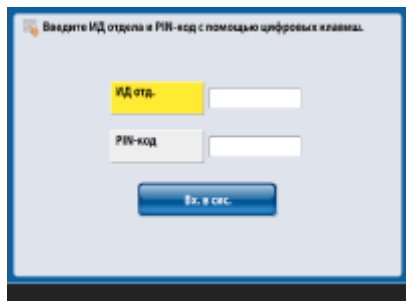 Введите ИД отдела и PIN-код с помощью цифровых клавиш.
ИД отд.
PIN-код
Вх. в сис.